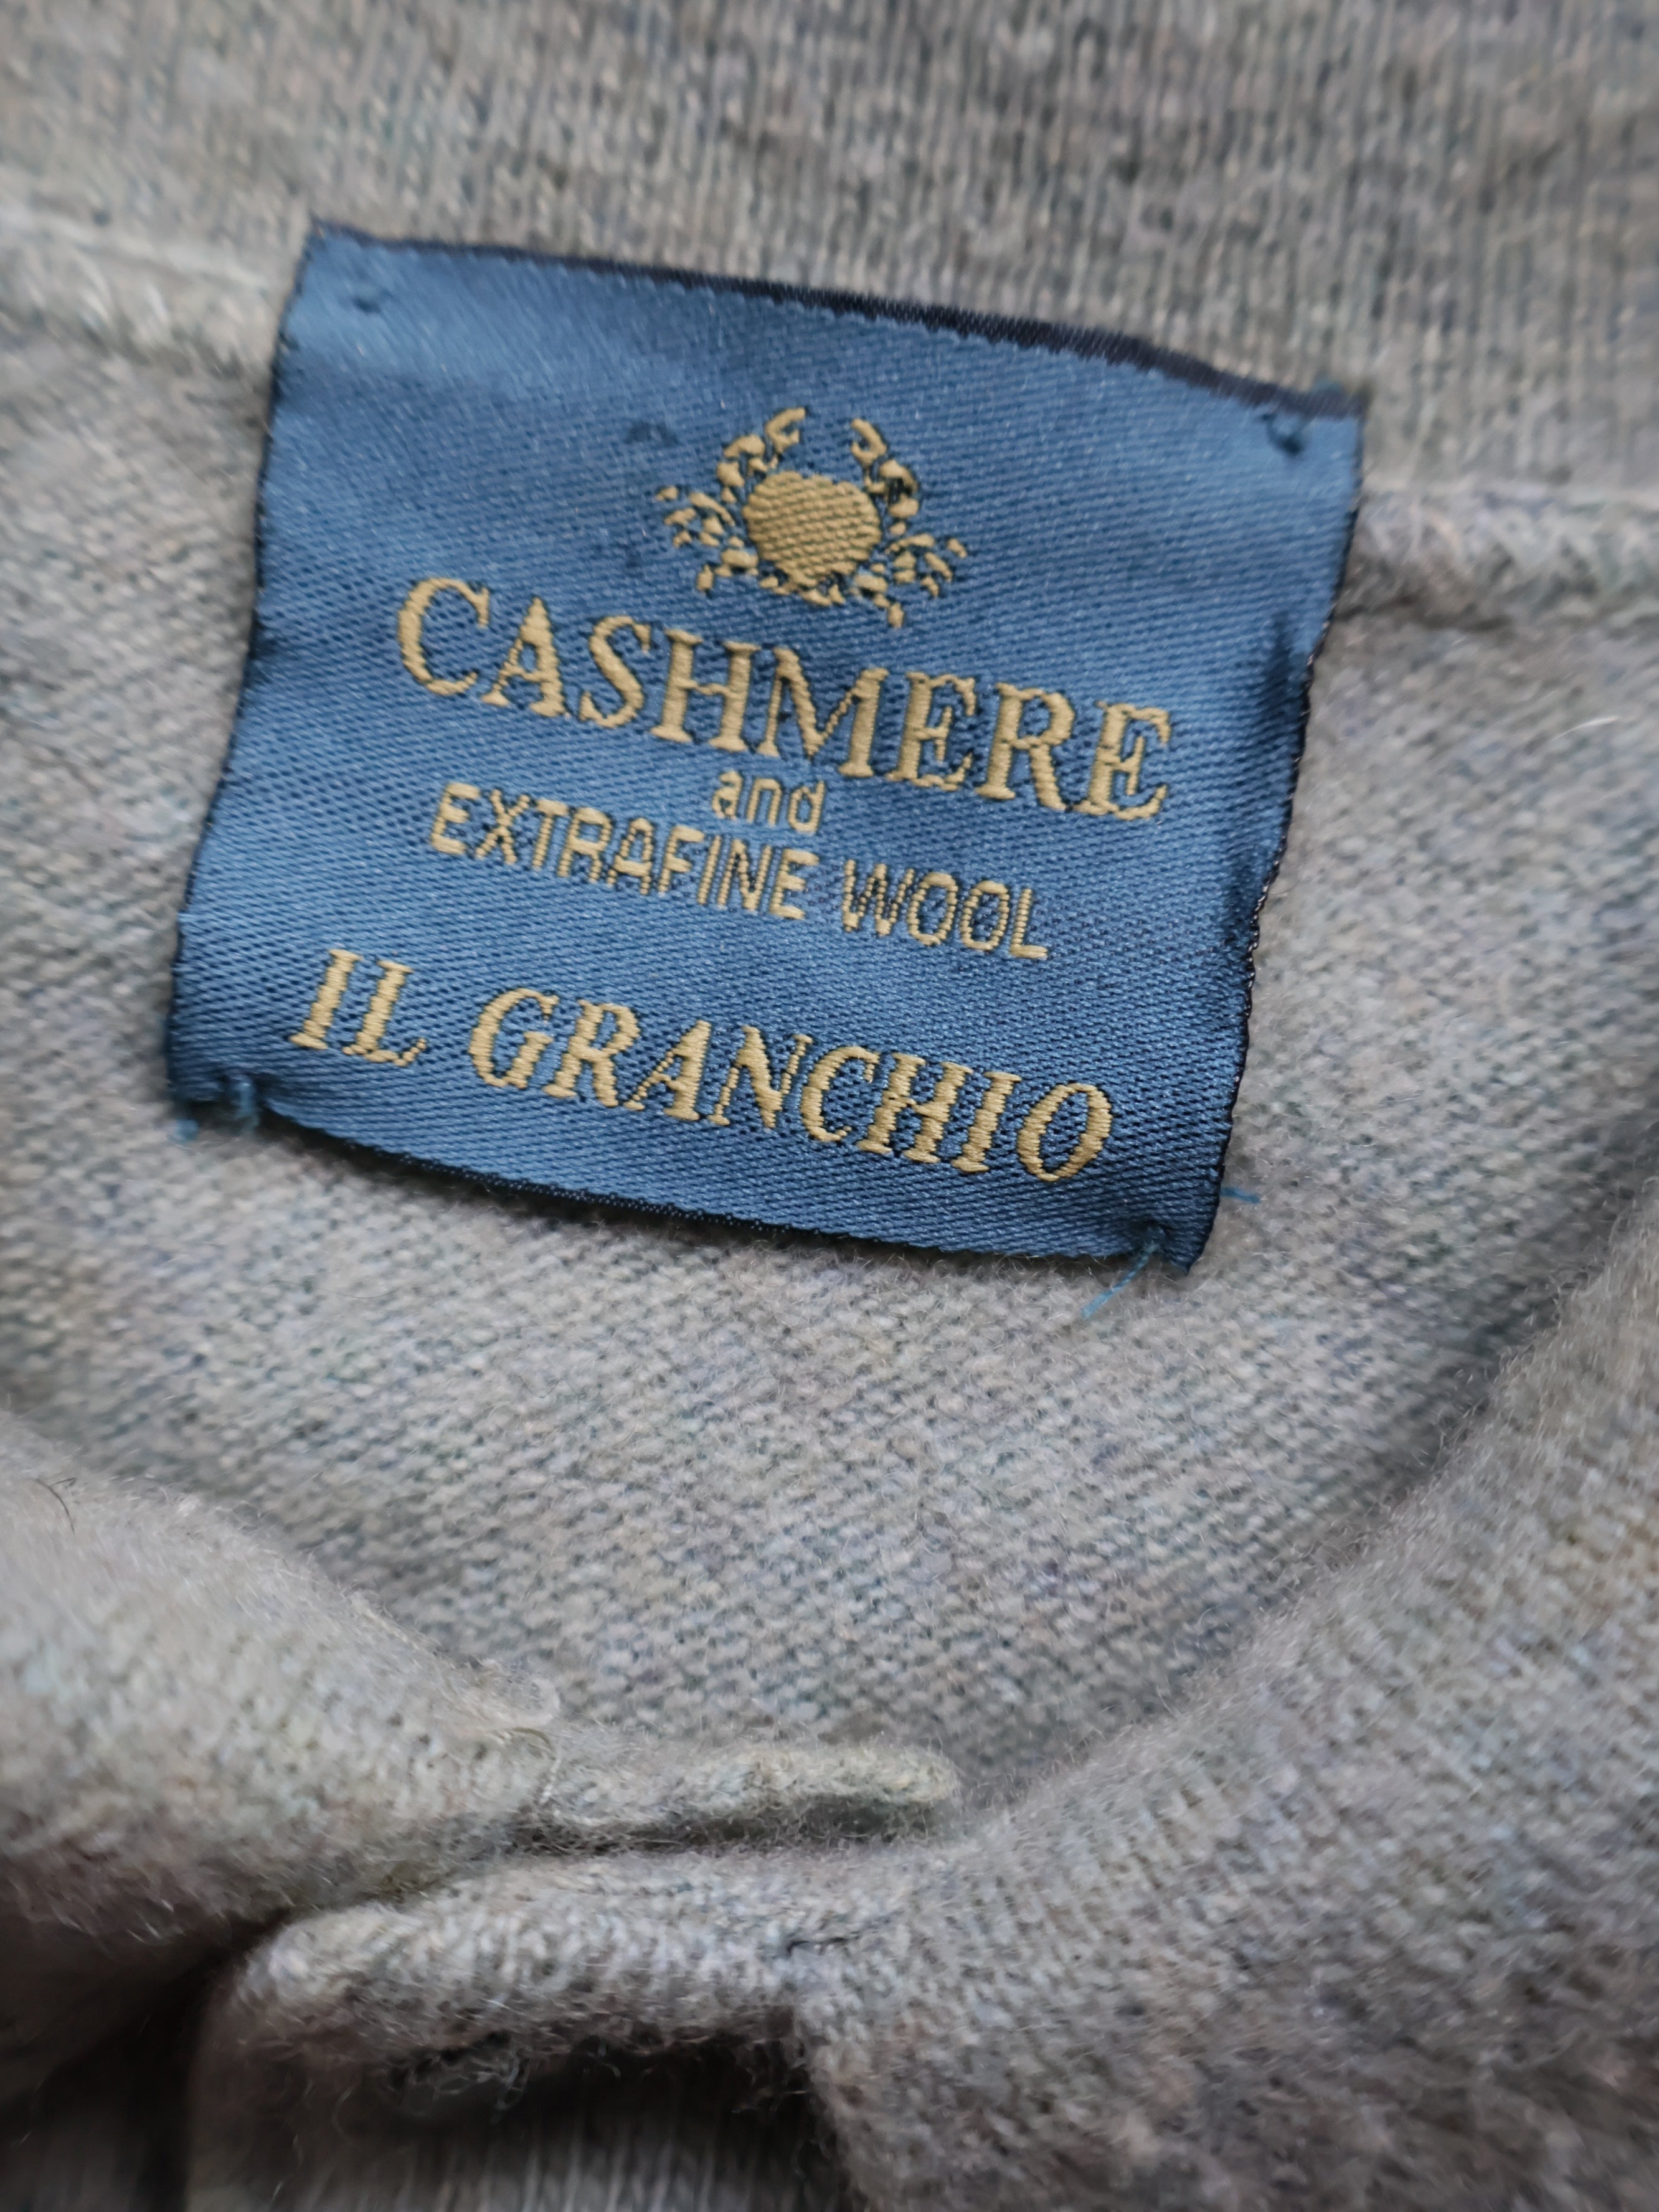 CASHMERE
and
EXTRAFINE WOOL
IL GRANCHIO